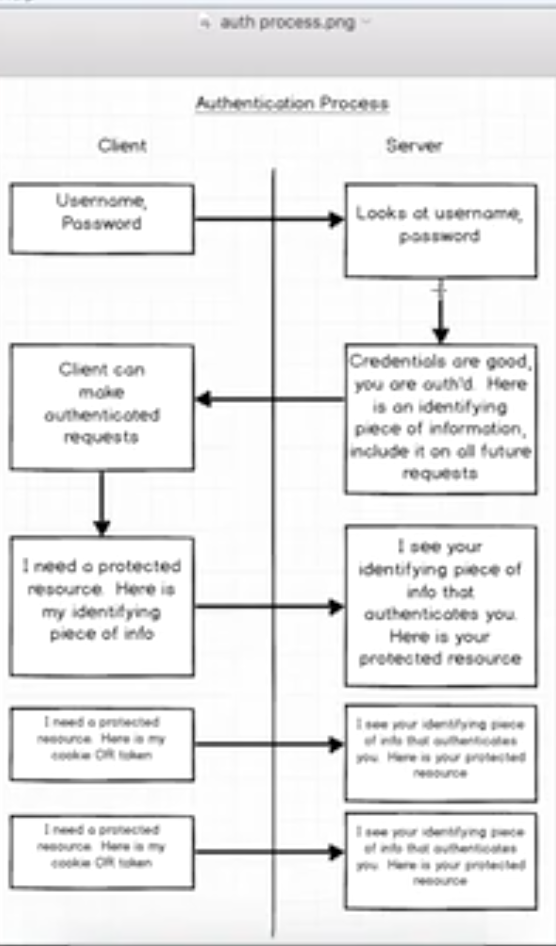 auth process.png
Authentication Process
Client
Server
Username,
Password
Looks at username,
password
Credentials are good,
you are auth'd. Here
is an identifying
piece of information,
include it on all future
requests
Client can
make
authenticated
requests
I need a protected
resource. Here is
my identifying
piece of info
I see your
identifying piece of
info that
authenticates you.
Here is your
protected resource
I need a protected
resource. Here is my
cookie OR token
I see your identifying piece
of info that authenticates
you. Here is your protected
resource
I need a protected
resource. Here is my
cookie OR token
I see your identifying piece
of info that authenticates
you. Here is your protected
resource